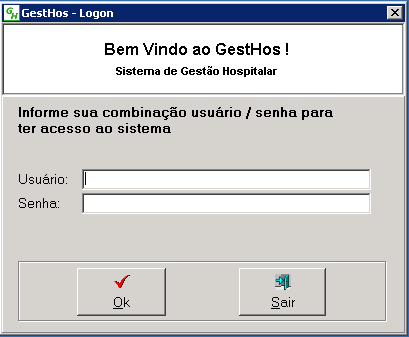 GH GestHos - Logon
Bem Vindo ao GestHos !
Sistema de Gestão Hospitalar
Informe sua combinação usuário / senha para
ter acesso ao sistema
Usuário:
Senha:
Ok
Sair